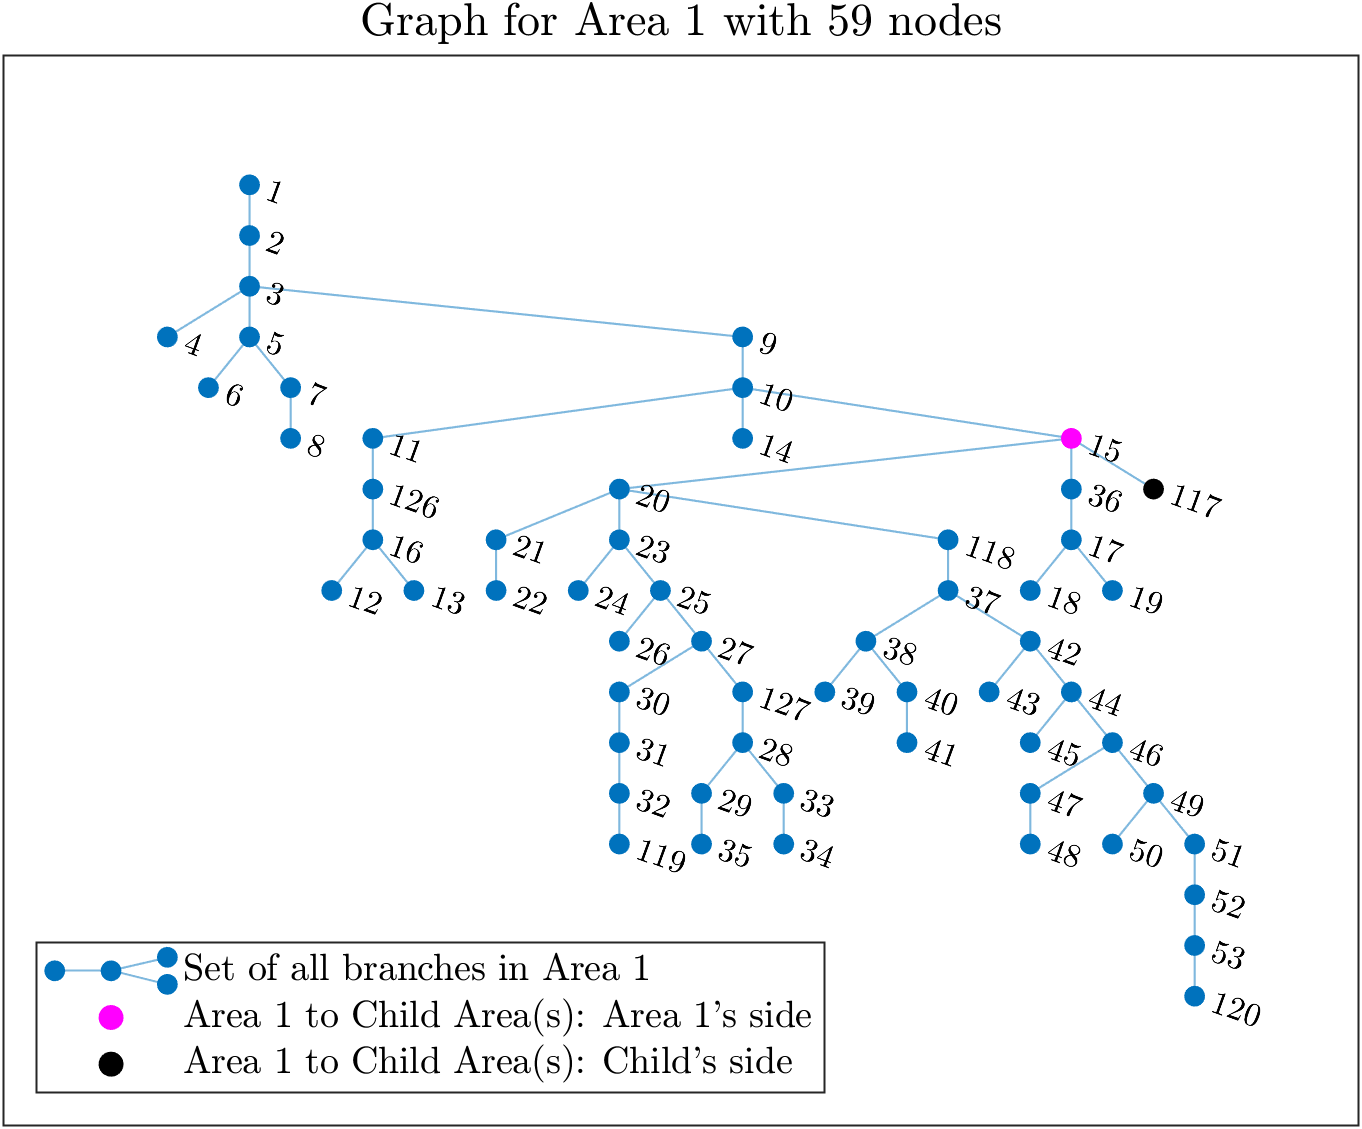 Graph for Area 1 with 59 nodes
1
2
3
4 5 9
6 7 10
8 11 14 15
126 20 36 117
16 21 23 118 17
12 13 22 24 25 37 18 19
26 27 38 42
30 127 39 40 43 44
31 28 41 45 46
32 29 33 47 49
119 35 34 48 50 51
52
53
120
Set of all branches in Area 1
Area 1 to Child Area(s): Area 1's side
Area 1 to Child Area(s): Child's side